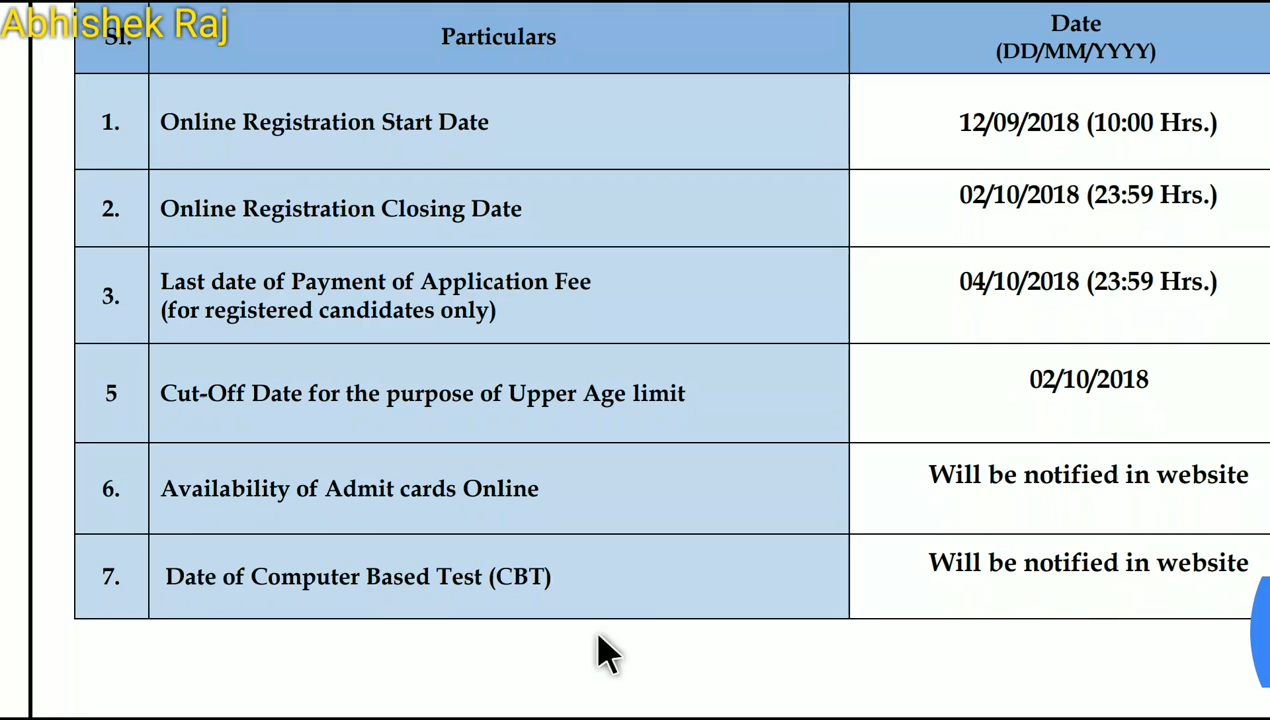 Abhishek Raj
Sl.
Particulars
Date
(DD/MM/YYYY)
1.
Online Registration Start Date
12/09/2018 (10:00 Hrs.)
2.
Online Registration Closing Date
02/10/2018 (23:59 Hrs.)
3.
Last date of Payment of Application Fee
(for registered candidates only)
04/10/2018 (23:59 Hrs.)
5
Cut-Off Date for the purpose of Upper Age limit
02/10/2018
6.
Availability of Admit cards Online
Will be notified in website
7.
Date of Computer Based Test (CBT)
Will be notified in website